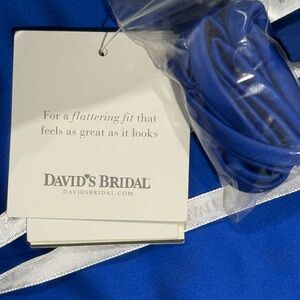 For a flattering fit that
feels as great as it looks
DAVID'S BRIDAL
DAVIDSBRIDAL.COM